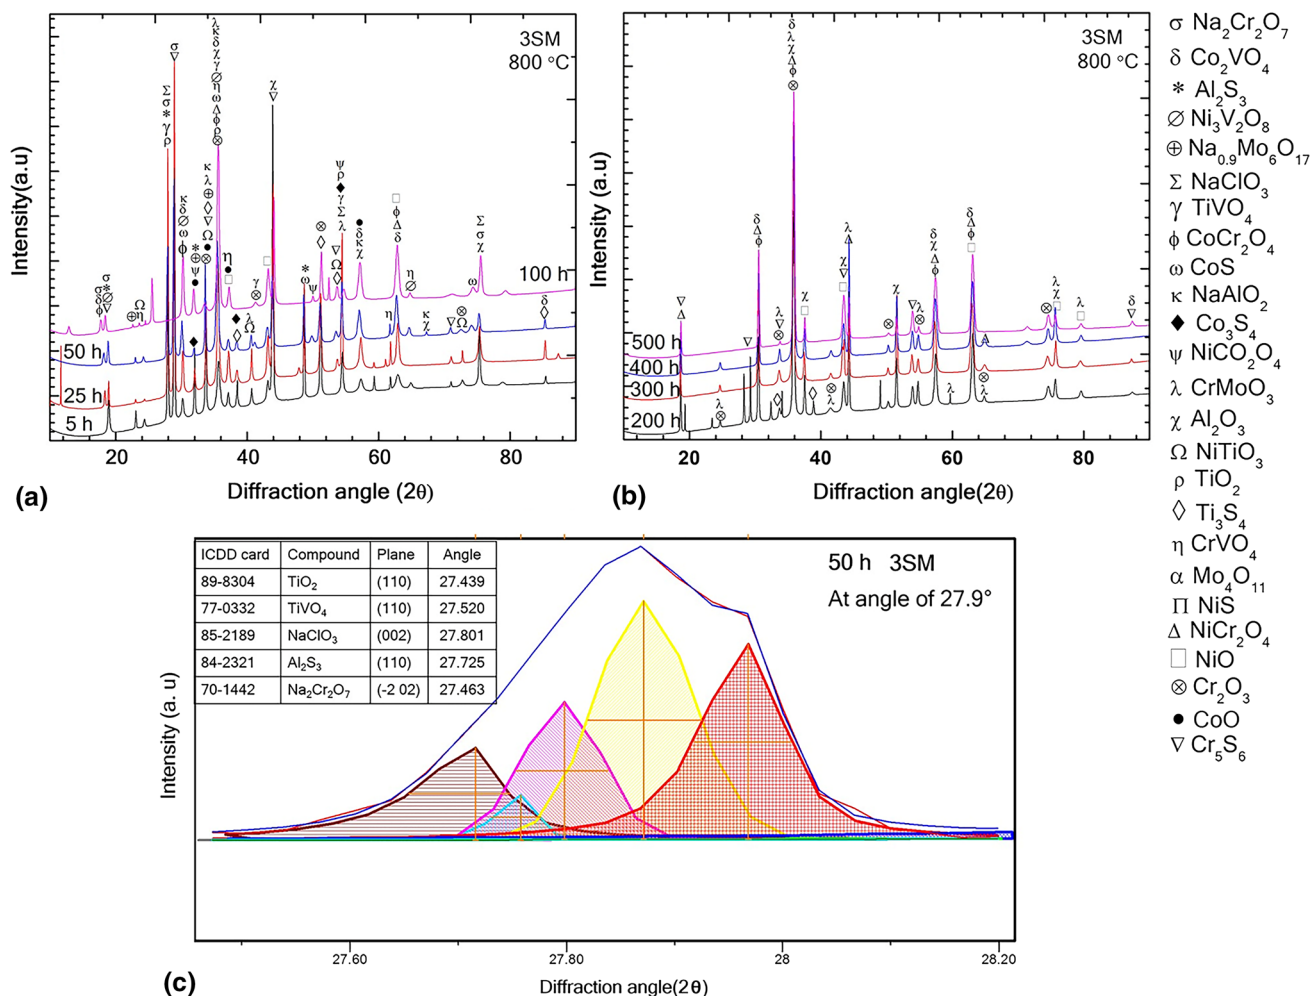 3SM
800 °C
Intensity(a.u)
100 h
50 h
25 h
5 h
σ
▽
Σ
σ
*
γ
ρ
λ
κ
δ
χ
γ
∅
η
ω
Δ
ϕ
ρ
⊗
χ
▽
20
40
60
80
Diffraction angle (2θ)
(a)
3SM
800 °C
Intensity (a.u)
500 h
400 h
300 h
200 h
δ
λ
χ
Δ
ϕ
⊗
20
40
60
80
Diffraction angle(2θ)
(b)
σ Na₂Cr₂O₇
δ Co₂VO₄
* Al₂S₃
∅ Ni₃V₂O₈
⊕ Na₀.₉Mo₆O₁₇
Σ NaClO₃
γ TiVO₄
ϕ CoCr₂O₄
ω CoS
κ NaAlO₂
◆ Co₃S₄
ψ NiCO₂O₄
λ CrMoO₃
χ Al₂O₃
Ω NiTiO₃
ρ TiO₂
◇ Ti₃S₄
η CrVO₄
α Mo₄O₁₁
Π NiS
Δ NiCr₂O₄
□ NiO
⊗ Cr₂O₃
● CoO
▽ Cr₅S₆
ICDD card Compound Plane Angle
89-8304 TiO₂ (110) 27.439
77-0332 TiVO₄ (110) 27.520
85-2189 NaClO₃ (002) 27.801
84-2321 Al₂S₃ (110) 27.725
70-1442 Na₂Cr₂O₇ (-2 02) 27.463
50 h 3SM
At angle of 27.9°
Intensity (a. u)
27.60
27.80
28
28.20
Diffraction angle(2θ)
(c)